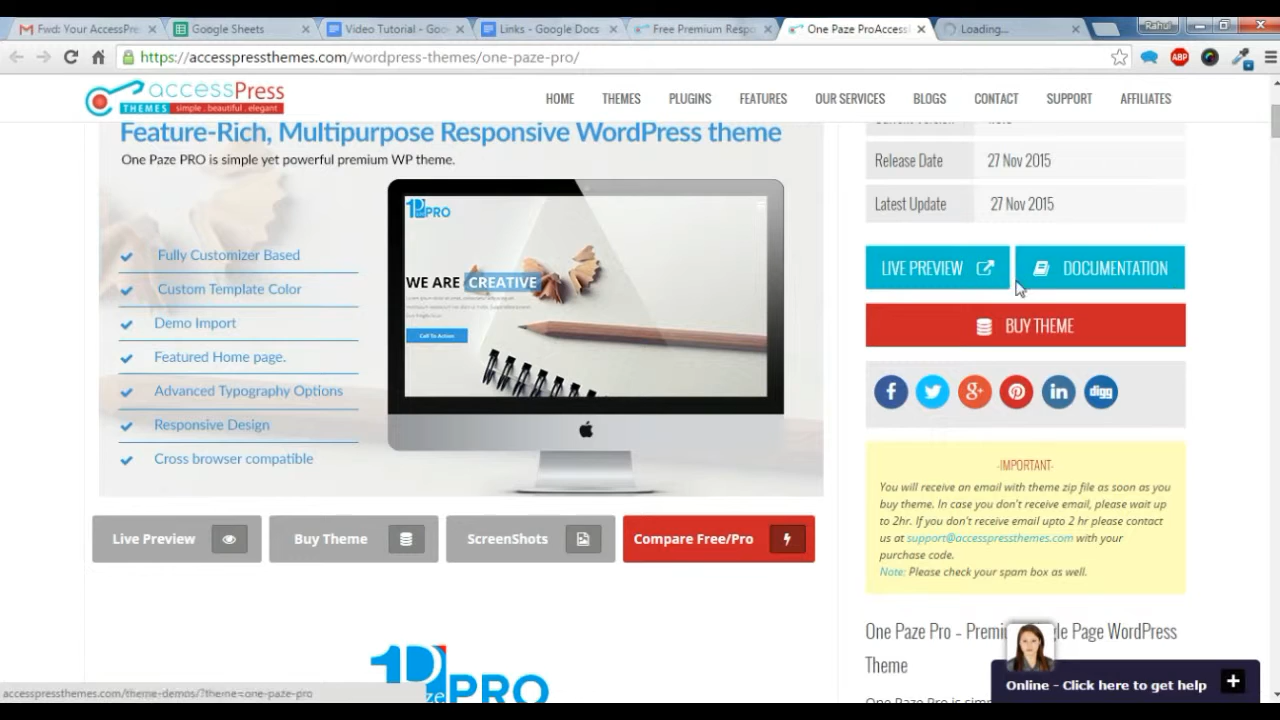 Fwd: Your AccessPre
Google Sheets
Video Tutorial - Goo
Links - Google Docs
Free Premium Respo
One Paze ProAccess
Loading...
Rahul
https://accesspressthemes.com/wordpress-themes/one-paze-pro/
ABP
accessPress
THEMES simple . beautiful . elegant
HOME THEMES PLUGINS FEATURES OUR SERVICES BLOGS CONTACT SUPPORT AFFILIATES
Feature-Rich, Multipurpose Responsive WordPress theme
One Paze PRO is simple yet powerful premium WP theme.
Fully Customizer Based
Custom Template Color
Demo Import
Featured Home page.
Advanced Typography Options
Responsive Design
Cross browser compatible
PRO
WE ARE CREATIVE
Call To Action
Live Preview
Buy Theme
ScreenShots
Compare Free/Pro
PRO
Release Date 27 Nov 2015
Latest Update 27 Nov 2015
LIVE PREVIEW
DOCUMENTATION
BUY THEME
digg
-IMPORTANT-
You will receive an email with theme zip file as soon as you
buy theme. In case you don't receive email, please wait up
to 2hr. If you don't receive email upto 2 hr please contact
us at support@accesspressthemes.com with your
purchase code.
Note: Please check your spam box as well.
One Paze Pro – Premi le Page WordPress
Theme
Online - Click here to get help
accesspressthemes.com/theme-demos/?theme=one-paze-pro